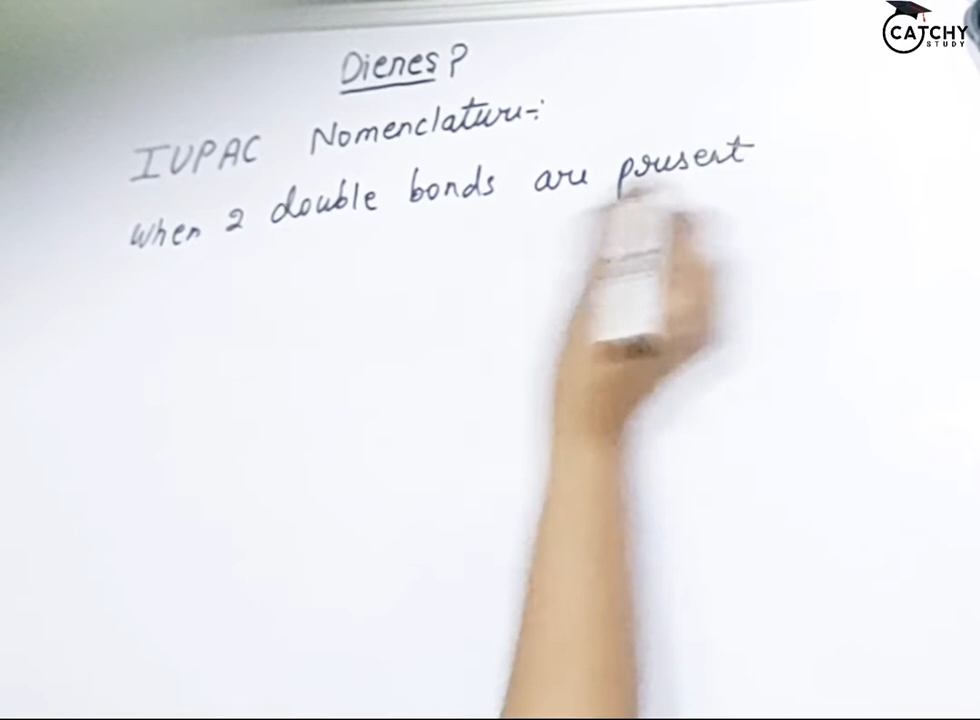 CATCHY
STUDY
Dienes?
IUPAC Nomenclature:
When 2 double bonds are present